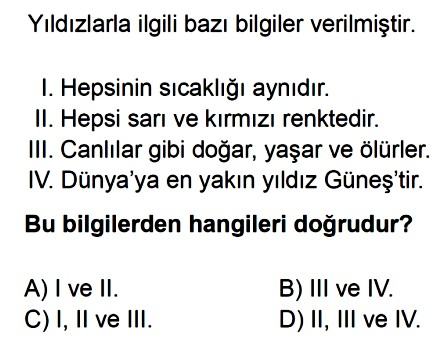 Yıldızlarla ilgili bazı bilgiler verilmiştir.
I. Hepsinin sıcaklığı aynıdır.
II. Hepsi sarı ve kırmızı renktedir.
III. Canlılar gibi doğar, yaşar ve ölürler.
IV. Dünya'ya en yakın yıldız Güneş'tir.
Bu bilgilerden hangileri doğrudur?
A) I ve II. B) III ve IV.
C) I, II ve III. D) II, III ve IV.